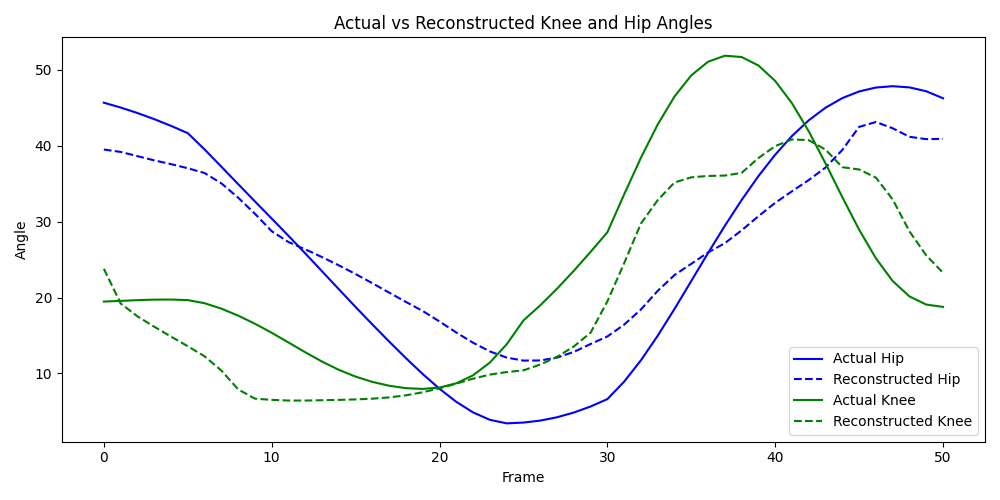 Actual vs Reconstructed Knee and Hip Angles
Angle
50
40
30
20
10
0
10
20
30
40
50
Frame
Actual Hip
Reconstructed Hip
Actual Knee
Reconstructed Knee